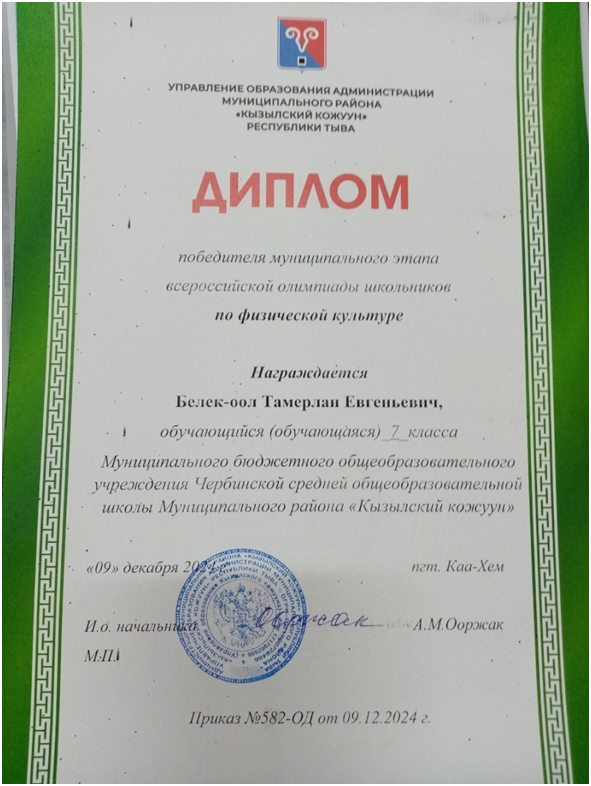 УПРАВЛЕНИЕ ОБРАЗОВАНИЯ АДМИНИСТРАЦИИ
МУНИЦИПАЛЬНОГО РАЙОНА
«КЫЗЫЛСКИЙ КОЖУУН»
РЕСПУБЛИКИ ТЫВА
ДИПЛОМ
победителя муниципального этапа
всероссийской олимпиады школьников
по физической культуре
Награждается
Белек-оол Тамерлан Евгеньевич,
обучающийся (обучающаяся) 7 класса
Муниципального бюджетного общеобразовательного
учреждения Чербинской средней общеобразовательной
школы Муниципального района «Кызылский кожуун»
«09» декабря 2024 г. пгт. Каа-Хем
И.о. начальника Ооржак А.М.Ооржак
М.П.
Приказ №582-ОД от 09.12.2024 г.